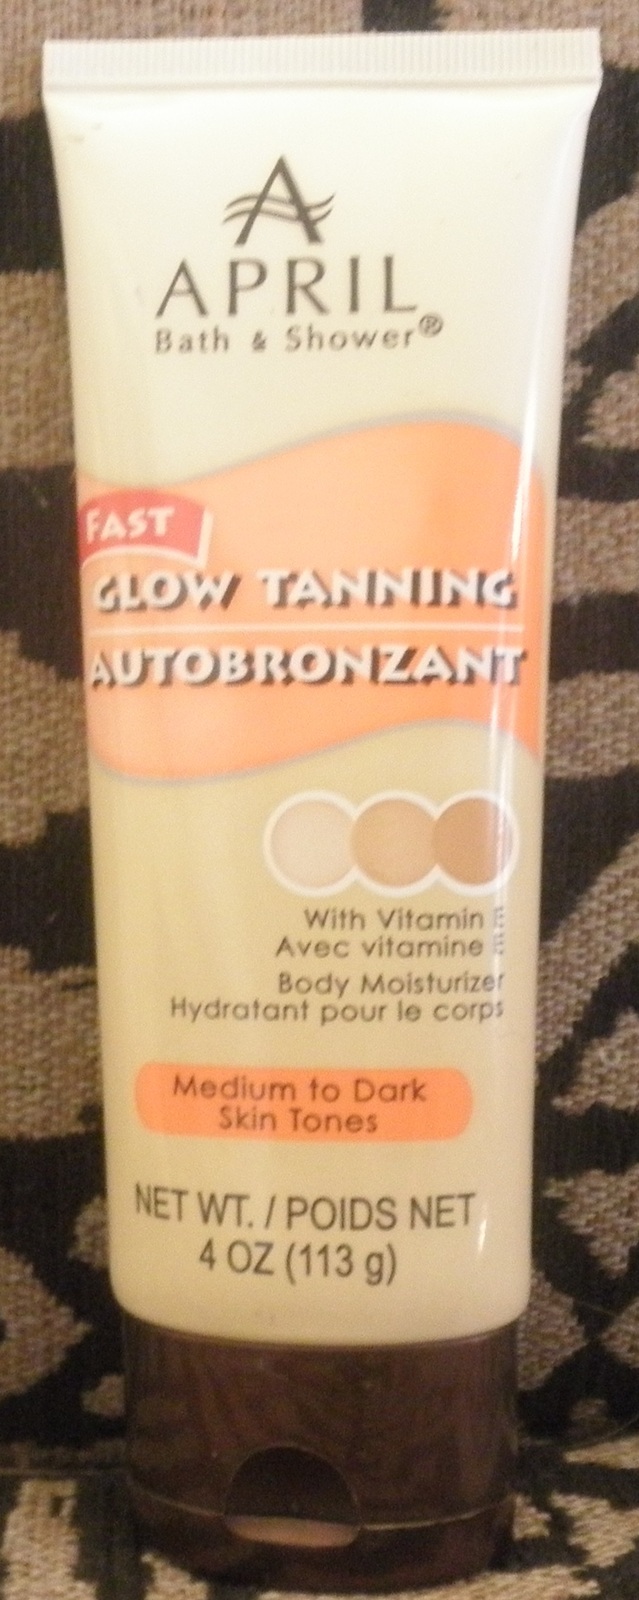 APRIL
Bath & Shower®
FAST
GLOW TANNING
AUTOBRONZANT
With Vitamin E
Avec vitamine E
Body Moisturizer
Hydratant pour le corps
Medium to Dark
Skin Tones
NET WT. / POIDS NET
4 OZ (113 g)